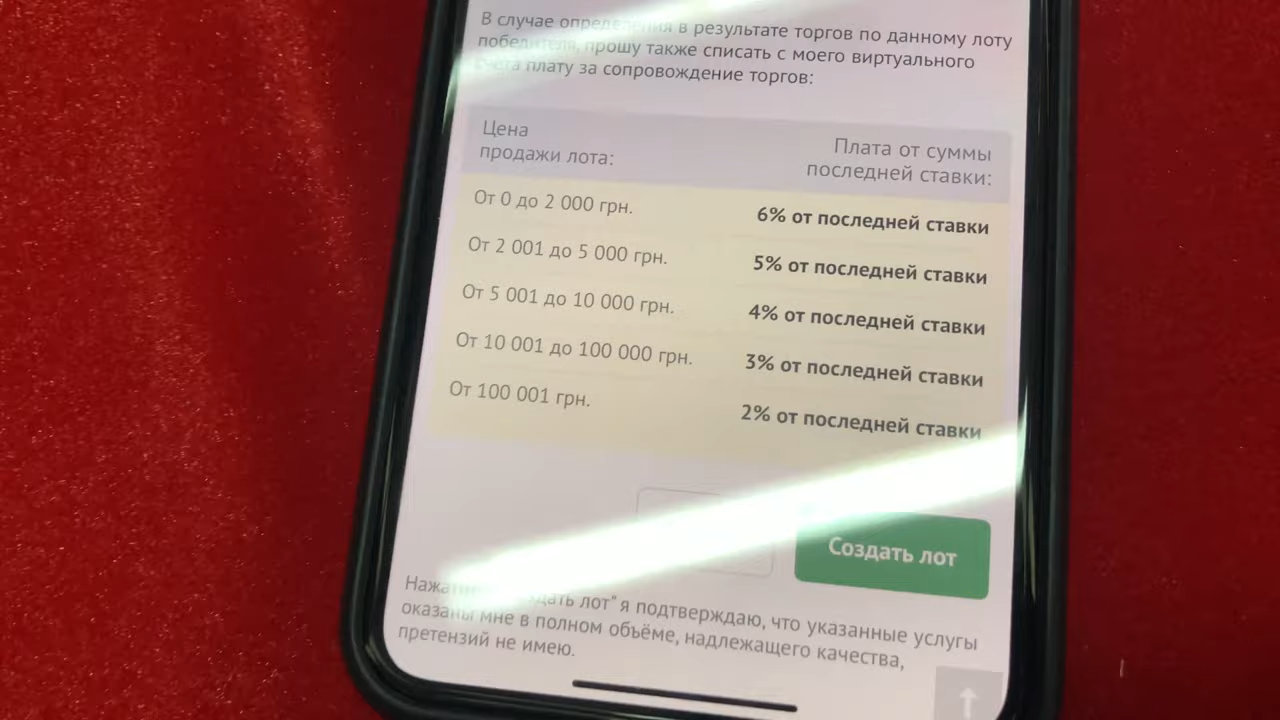 В случае определения в результате торгов по данному лоту
победителя, прошу также списать с моего виртуального
счета плату за сопровождение торгов:
Цена
продажи лота:
Плата от суммы
последней ставки:
От 0 до 2 000 грн.
6% от последней ставки
От 2 001 до 5 000 грн.
5% от последней ставки
От 5 001 до 10 000 грн.
4% от последней ставки
От 10 001 до 100 000 грн.
3% от последней ставки
От 100 001 грн.
2% от последней ставки
Создать лот
лот" я подтверждаю, что указанные услуги
оказаны мне в полном объёме, надлежащего качества,
претензий не имею.